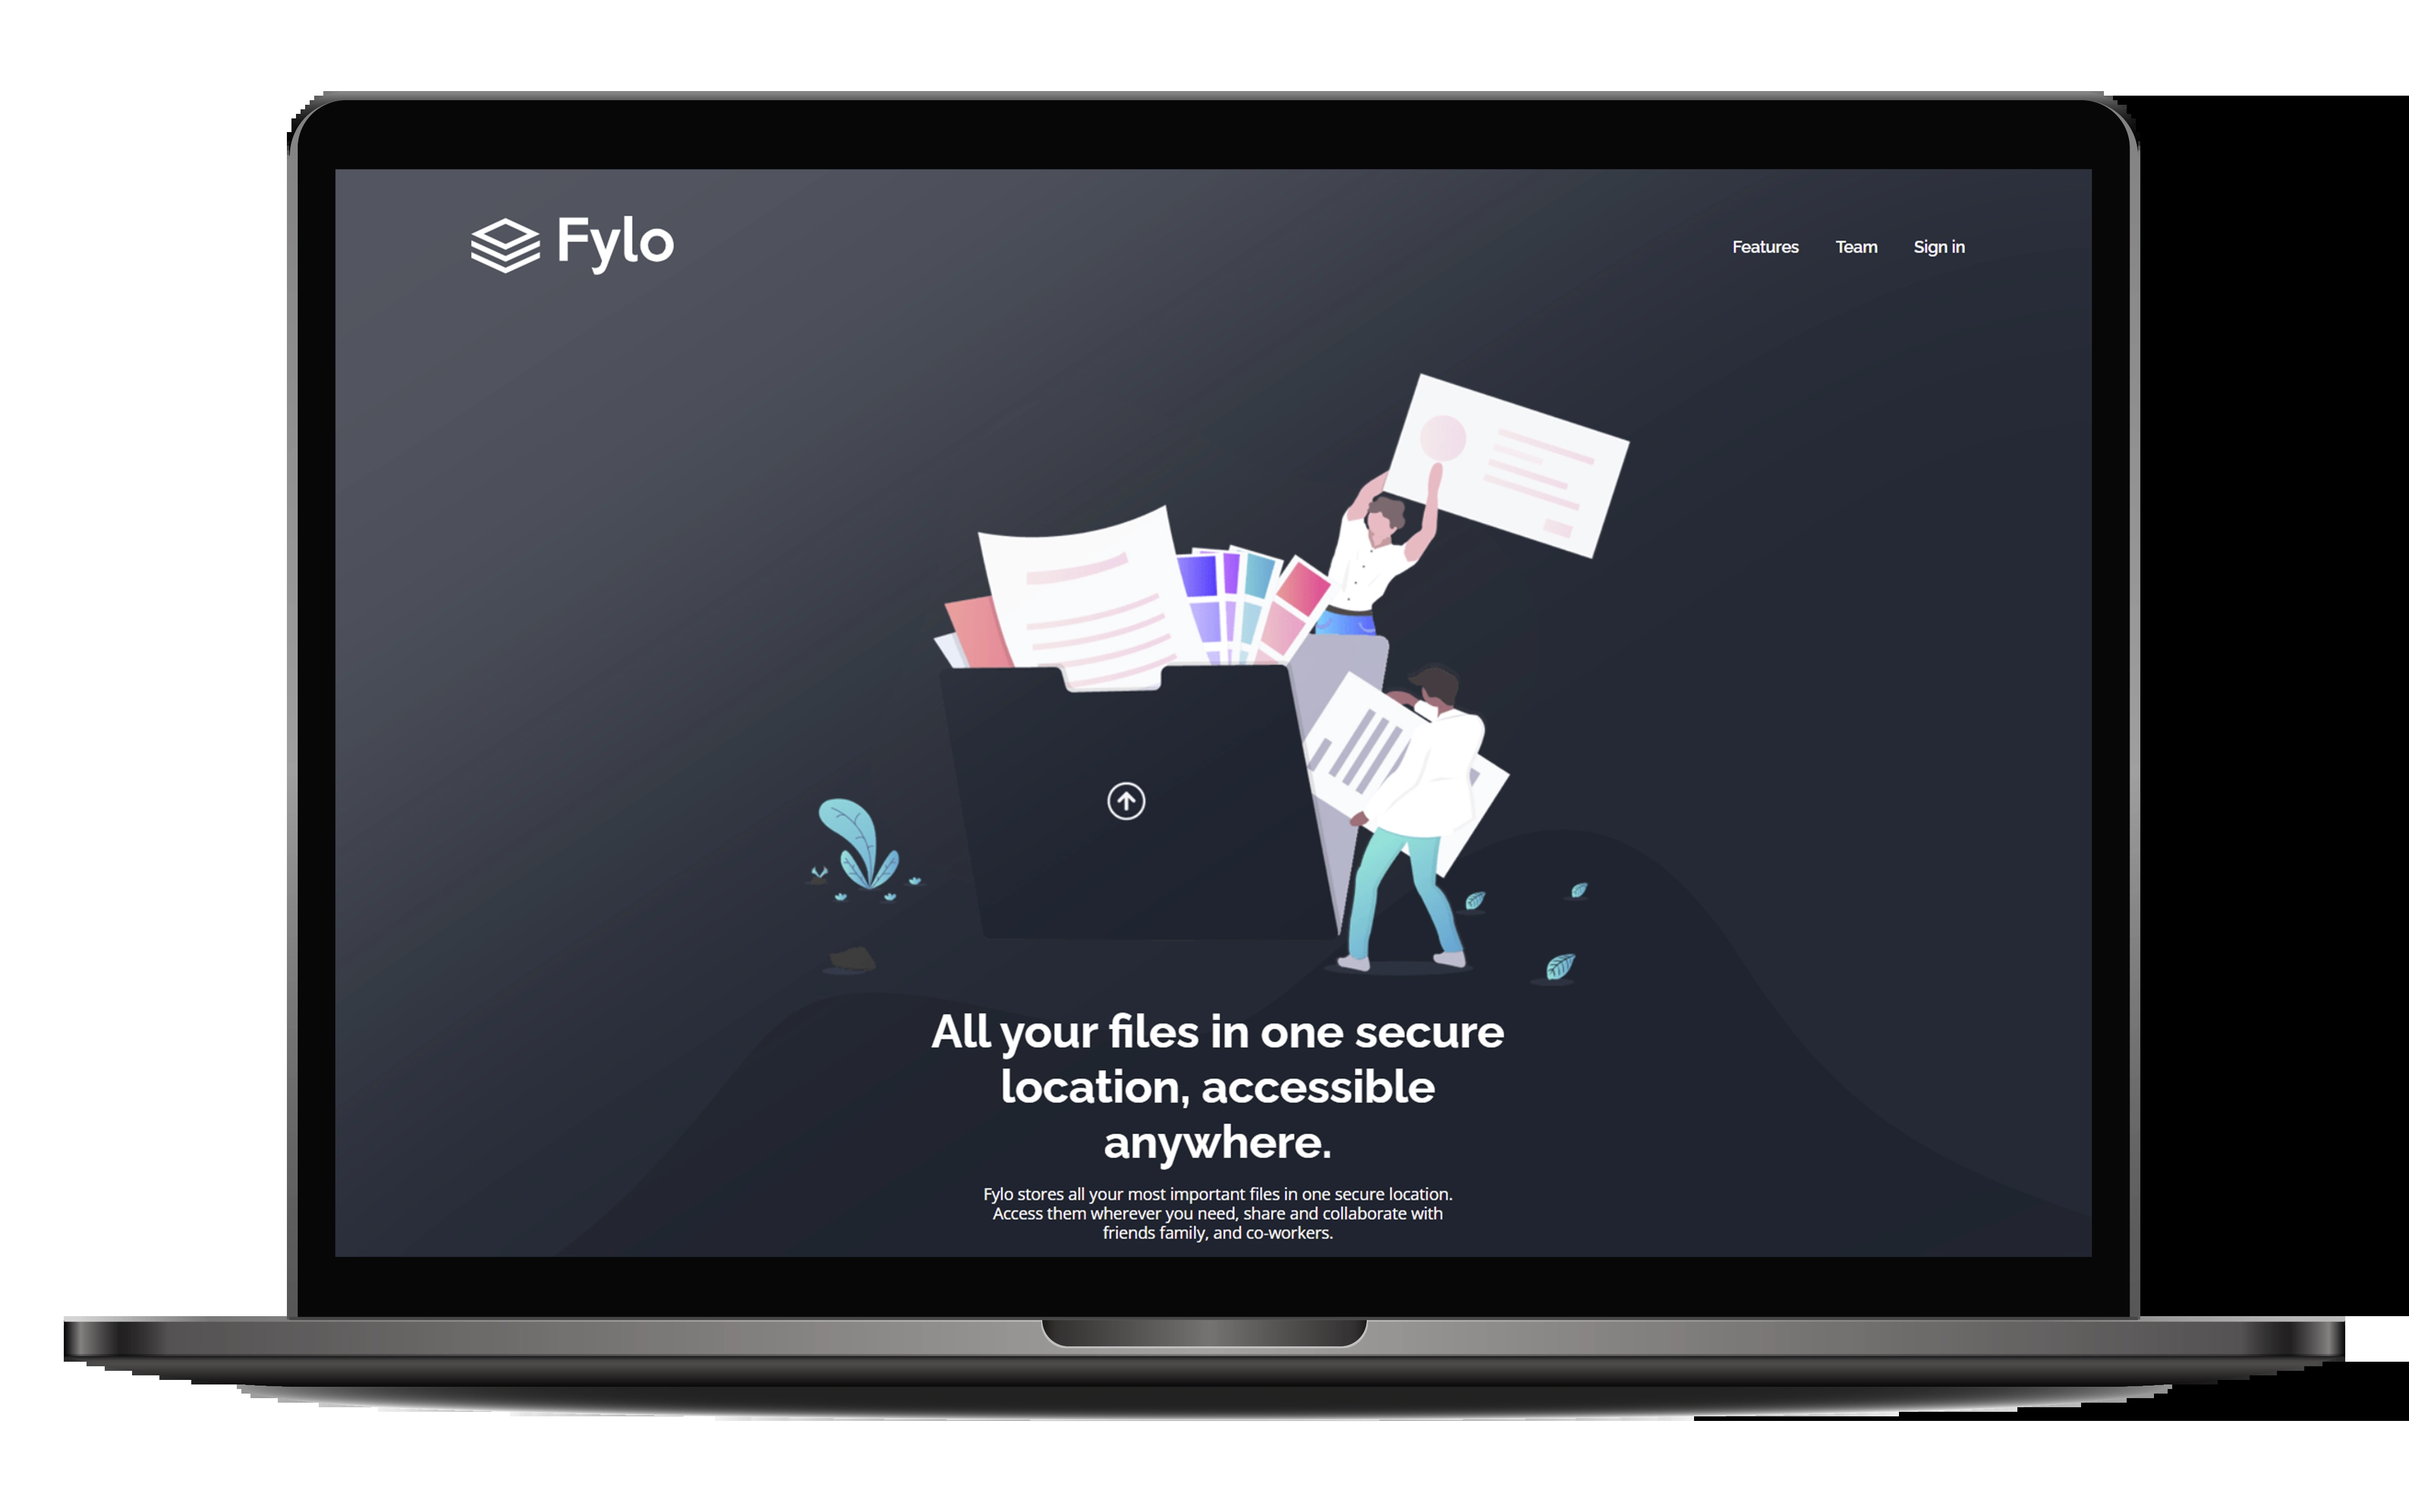 Fylo
Features Team Sign in
All your files in one secure
location, accessible
anywhere.
Fylo stores all your most important files in one secure location.
Access them wherever you need, share and collaborate with
friends family, and co-workers.